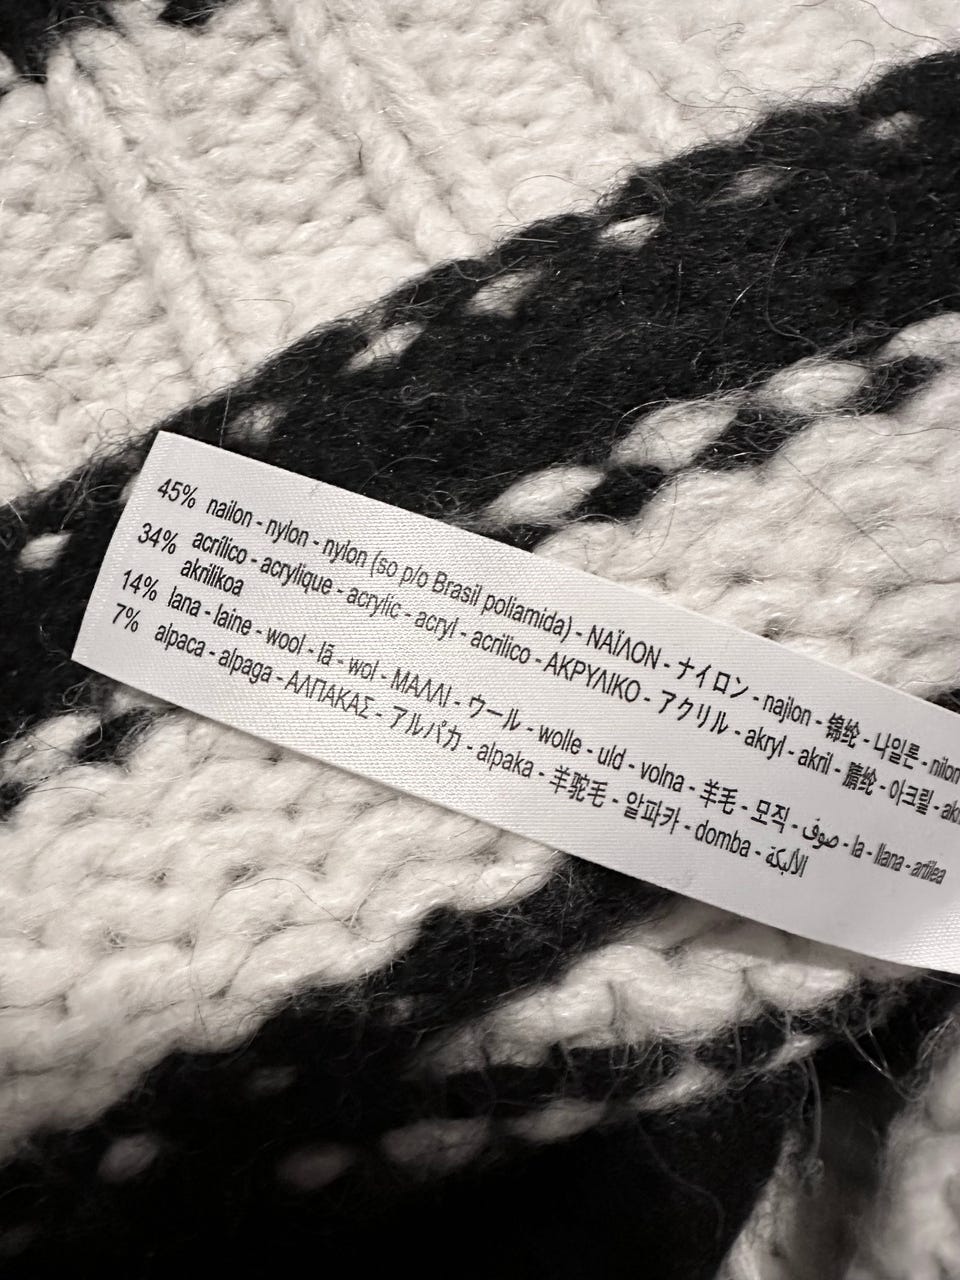 45% nailon - nylon - nylon (so p/o Brasil poliamida) - ΝΑΪΛΟΝ - ナイロン - najlon - 锦纶 - 나일론 - nilon
34% acrilico - acrylique - acrylic - acryl - acrilico - ΑΚΡΥΛΙΚΟ - アクリル - akryl - akril - 腈纶 - 아크릴 -
akrilikoa
14% lana - laine - wool - lã - wol - ΜΑΛΛΙ - ウール - wolle - uld - volna - 羊毛 - 모직 - صوف - la - llana - artilea
7% alpaca - alpaga - ΑΛΠΑΚΑΣ - アルパカ - alpaka - 羊驼毛 - 알파카 - domba - الألبكة